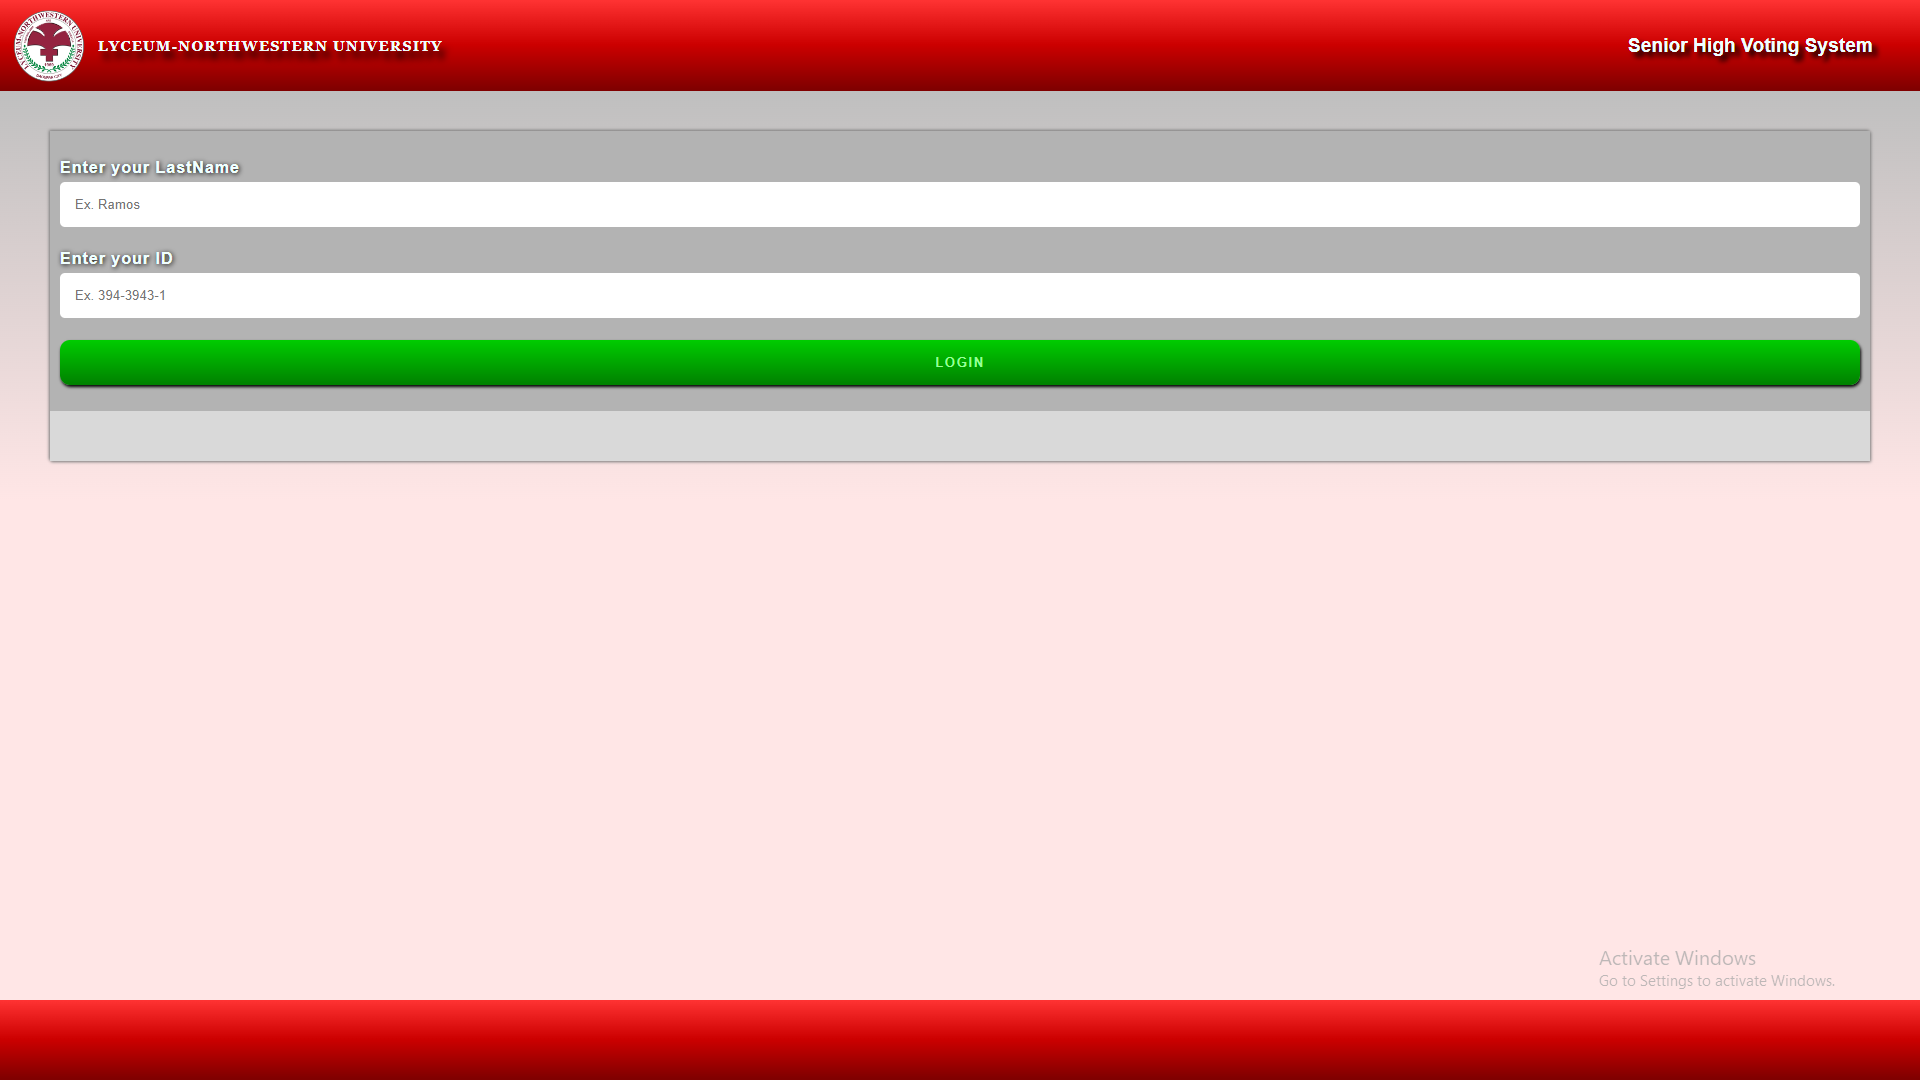 LYCEUM-NORTHWESTERN UNIVERSITY
Senior High Voting System
Enter your LastName
Ex. Ramos
Enter your ID
Ex. 394-3943-1
LOGIN
Activate Windows
Go to Settings to activate Windows.